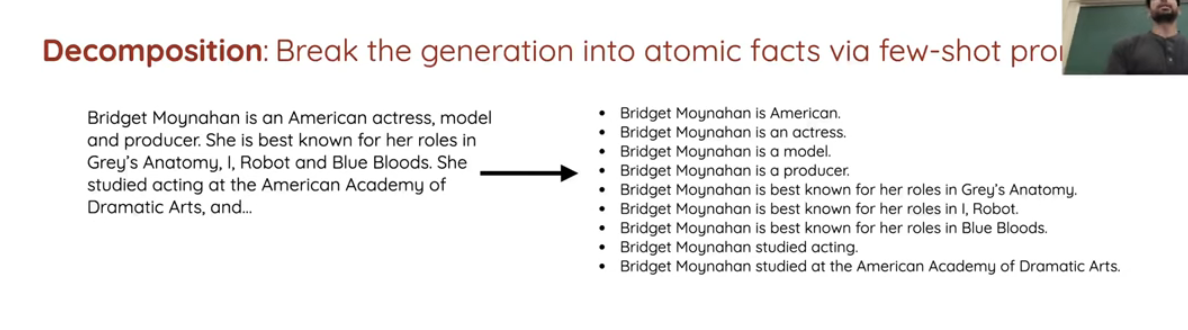 Decomposition: Break the generation into atomic facts via few-shot
Bridget Moynahan is an American actress, model
and producer. She is best known for her roles in
Grey's Anatomy, I, Robot and Blue Bloods. She
studied acting at the American Academy of
Dramatic Arts, and...
• Bridget Moynahan is American.
• Bridget Moynahan is an actress.
• Bridget Moynahan is a model.
• Bridget Moynahan is a producer.
• Bridget Moynahan is best known for her roles in Grey's Anatomy.
• Bridget Moynahan is best known for her roles in I, Robot.
• Bridget Moynahan is best known for her roles in Blue Bloods.
• Bridget Moynahan studied acting.
• Bridget Moynahan studied at the American Academy of Dramatic Arts.